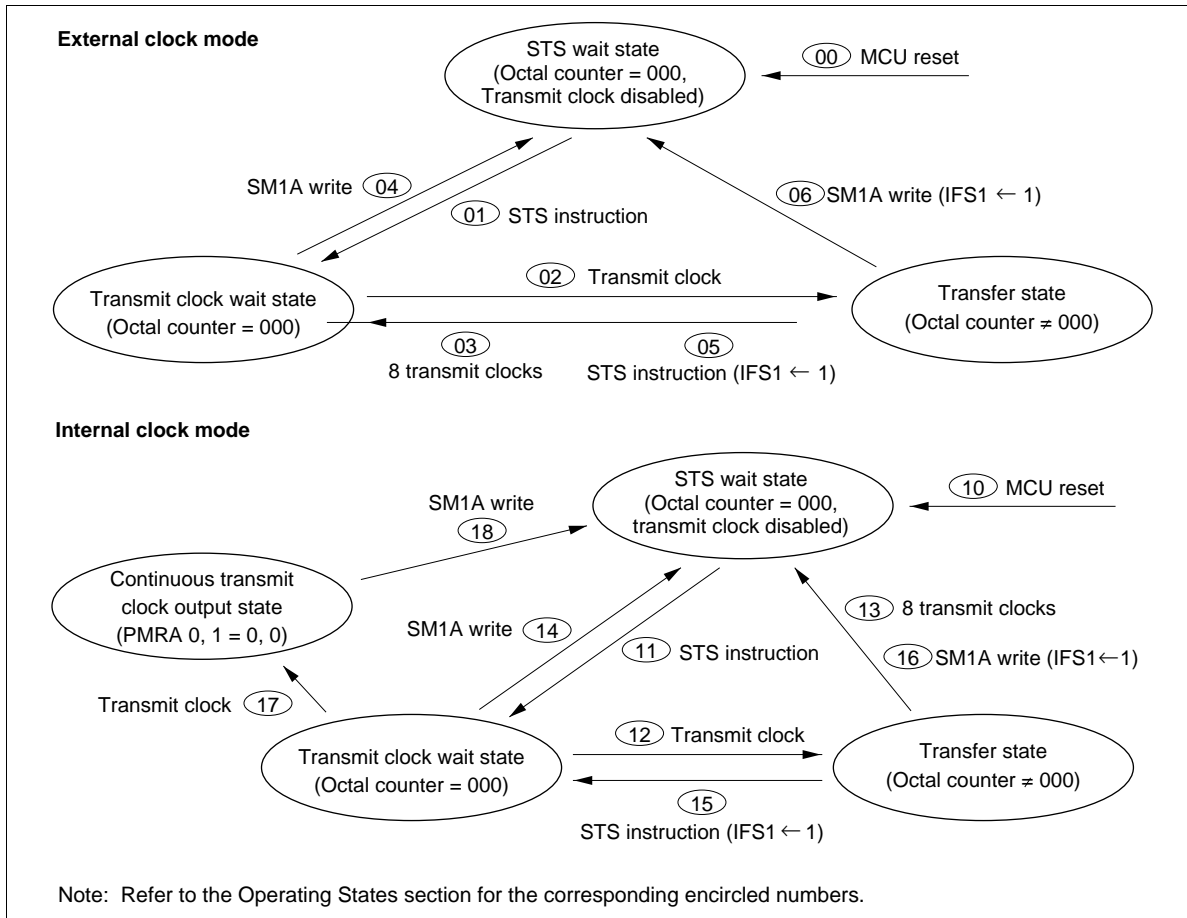 External clock mode
STS wait state
(Octal counter = 000,
Transmit clock disabled)
00 MCU reset
SM1A write 04
01 STS instruction
06 SM1A write (IFS1 ← 1)
02 Transmit clock
Transmit clock wait state
(Octal counter = 000)
Transfer state
(Octal counter ≠ 000)
03
8 transmit clocks
05
STS instruction (IFS1 ← 1)
Internal clock mode
STS wait state
(Octal counter = 000,
transmit clock disabled)
10 MCU reset
SM1A write
18
Continuous transmit
clock output state
(PMRA 0, 1 = 0, 0)
SM1A write 14
11 STS instruction
13 8 transmit clocks
16 SM1A write (IFS1←1)
Transmit clock 17
12 Transmit clock
Transmit clock wait state
(Octal counter = 000)
Transfer state
(Octal counter ≠ 000)
15
STS instruction (IFS1 ← 1)
Note: Refer to the Operating States section for the corresponding encircled numbers.